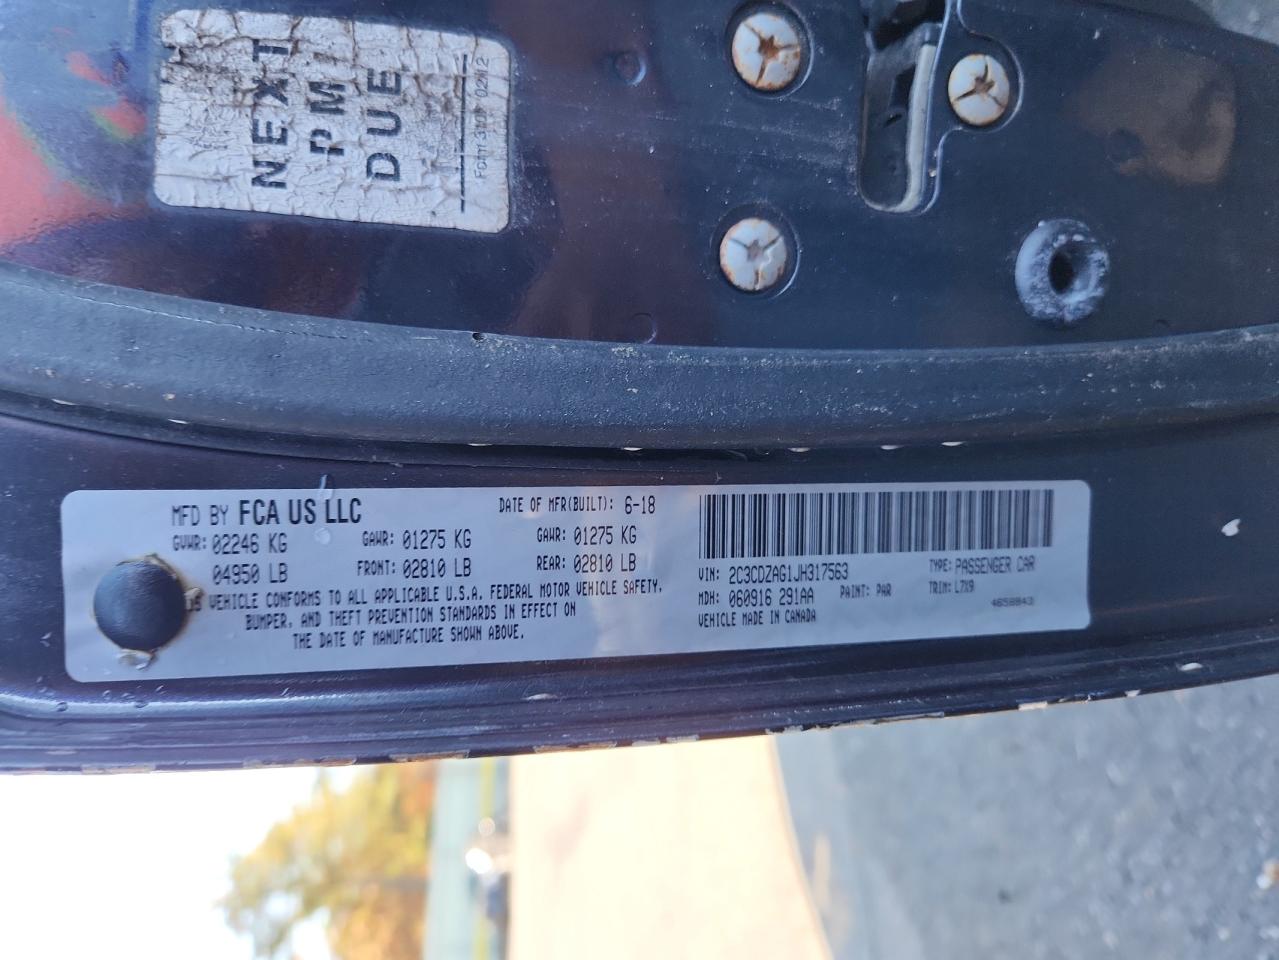 NEXT
PM
DUE
MFD BY FCA US LLC
DATE OF MFR(BUILT): 6-18
GVWR: 02246 KG
GAWR: 01275 KG
GAWR: 01275 KG
04950 LB
FRONT: 02810 LB
REAR: 02810 LB
VEHICLE CONFORMS TO ALL APPLICABLE U.S.A. FEDERAL MOTOR VEHICLE SAFETY,
BUMPER, AND THEFT PREVENTION STANDARDS IN EFFECT ON
THE DATE OF MANUFACTURE SHOWN ABOVE.
VIN: 2C3CDZAG1JH317563
TYPE: PASSENGER CAR
MDH: 060916 291AA
PAINT: PAR
TRIM: L7X9
VEHICLE MADE IN CANADA